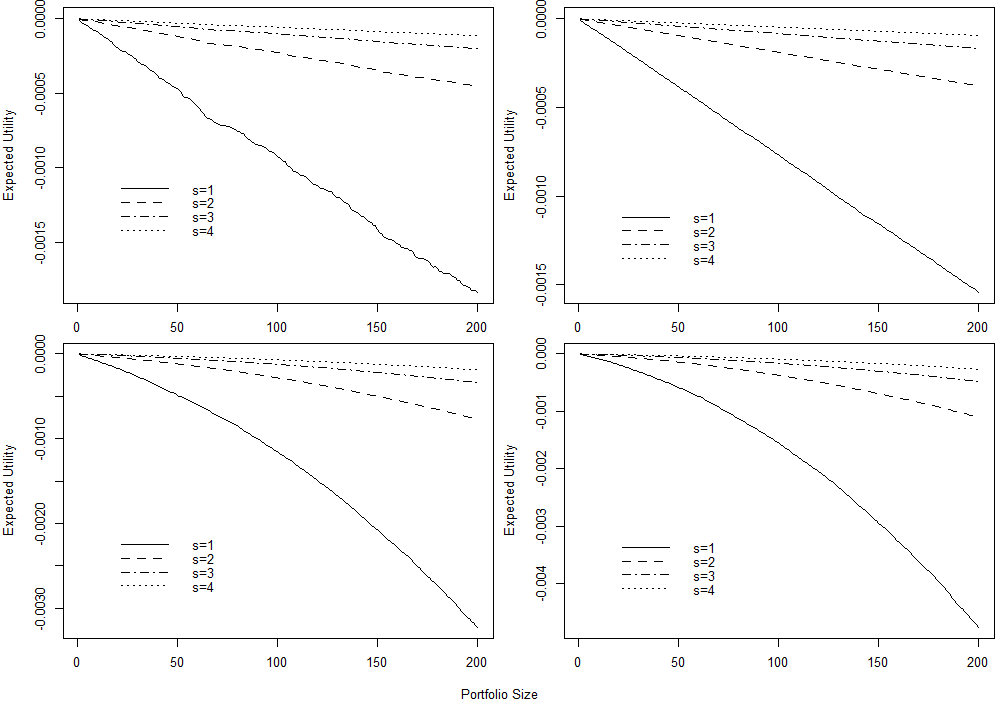 Expected Utility
0.0000
-0.0005
-0.0010
-0.0015
s=1
s=2
s=3
s=4
0 50 100 150 200
Expected Utility
0.0000
-0.0005
-0.0010
-0.0015
s=1
s=2
s=3
s=4
0 50 100 150 200
Expected Utility
0.0000
-0.0010
-0.0020
-0.0030
s=1
s=2
s=3
s=4
0 50 100 150 200
Expected Utility
0.000
-0.001
-0.002
-0.003
-0.004
s=1
s=2
s=3
s=4
0 50 100 150 200
Portfolio Size